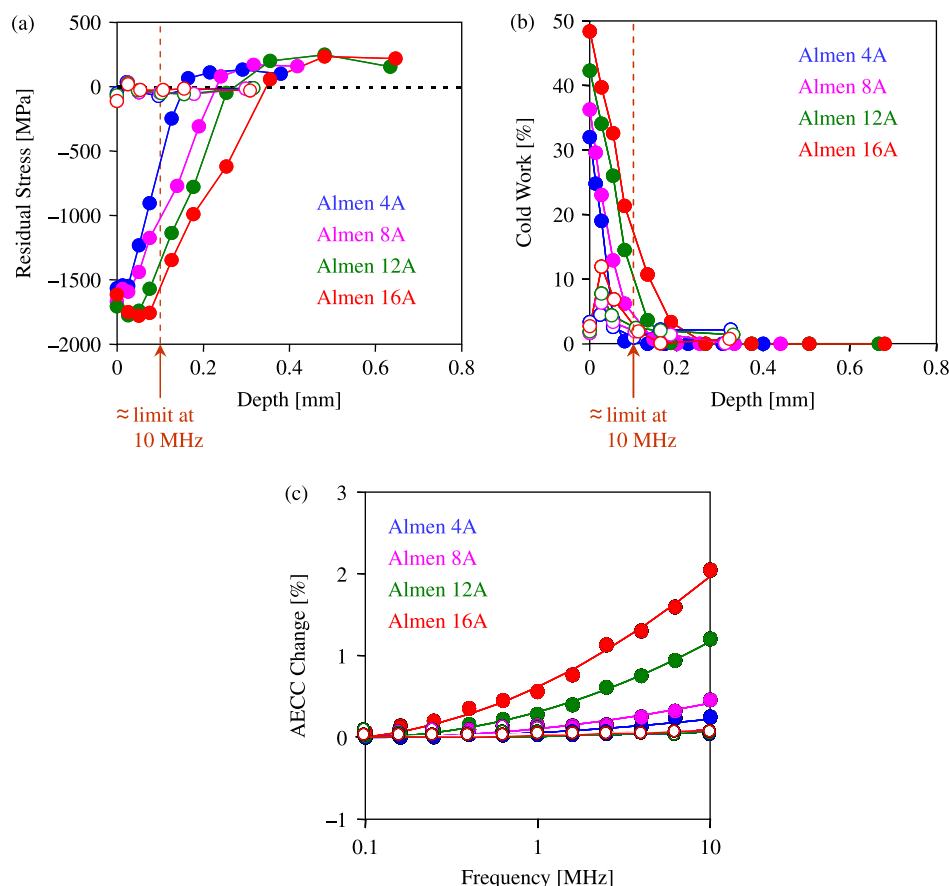 (a)
500
0
−500
−1000
−1500
−2000
Residual Stress [MPa]
Almen 4A
Almen 8A
Almen 12A
Almen 16A
0 0.2 0.4 0.6 0.8
Depth [mm]
≈ limit at
10 MHz
(b)
50
40
30
20
10
0
Cold Work [%]
Almen 4A
Almen 8A
Almen 12A
Almen 16A
0 0.2 0.4 0.6 0.8
Depth [mm]
≈ limit at
10 MHz
(c)
3
2
1
0
−1
AECC Change [%]
Almen 4A
Almen 8A
Almen 12A
Almen 16A
0.1 1 10
Frequency [MHz]